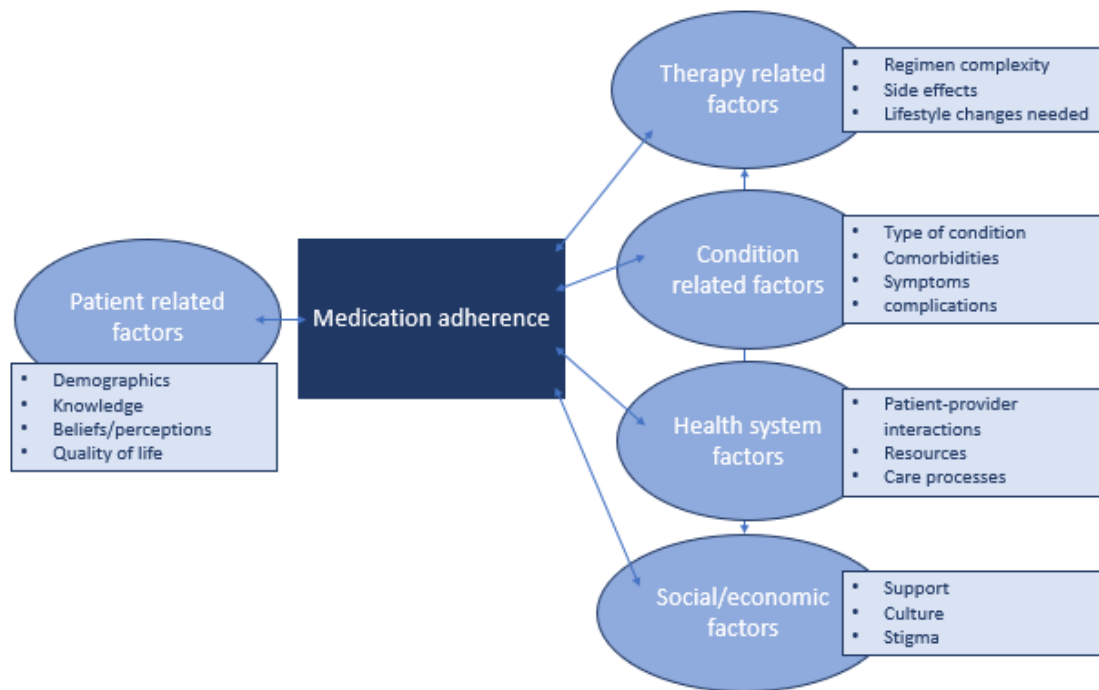 Therapy related
factors
• Regimen complexity
• Side effects
• Lifestyle changes needed
Condition
related factors
• Type of condition
• Comorbidities
• Symptoms
• complications
Patient related
factors
• Demographics
• Knowledge
• Beliefs/perceptions
• Quality of life
Medication adherence
Health system
factors
• Patient-provider
interactions
• Resources
• Care processes
Social/economic
factors
• Support
• Culture
• Stigma